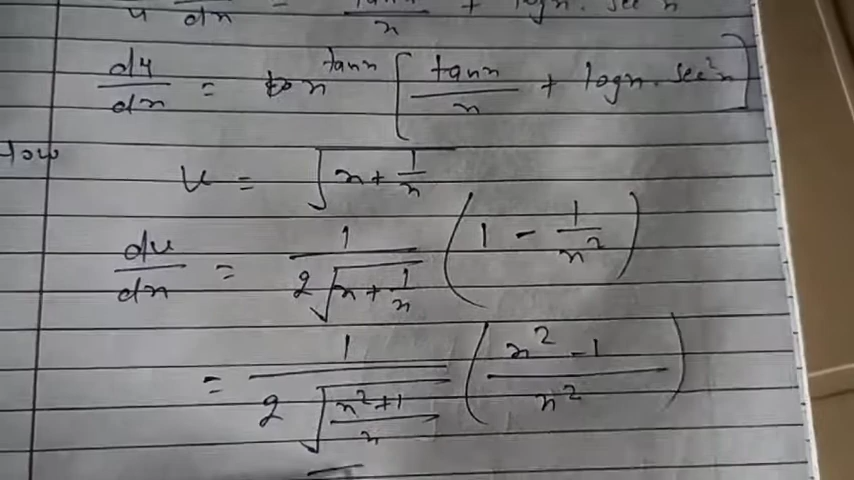 dy/dx = x^tanx [ tanx/x + logx . sec²x ]
Now
u = √(x + 1/x)
du/dx = 1/(2√(x + 1/x)) (1 - 1/x²)
= 1/(2√((x²+1)/x)) ((x² - 1)/x²)